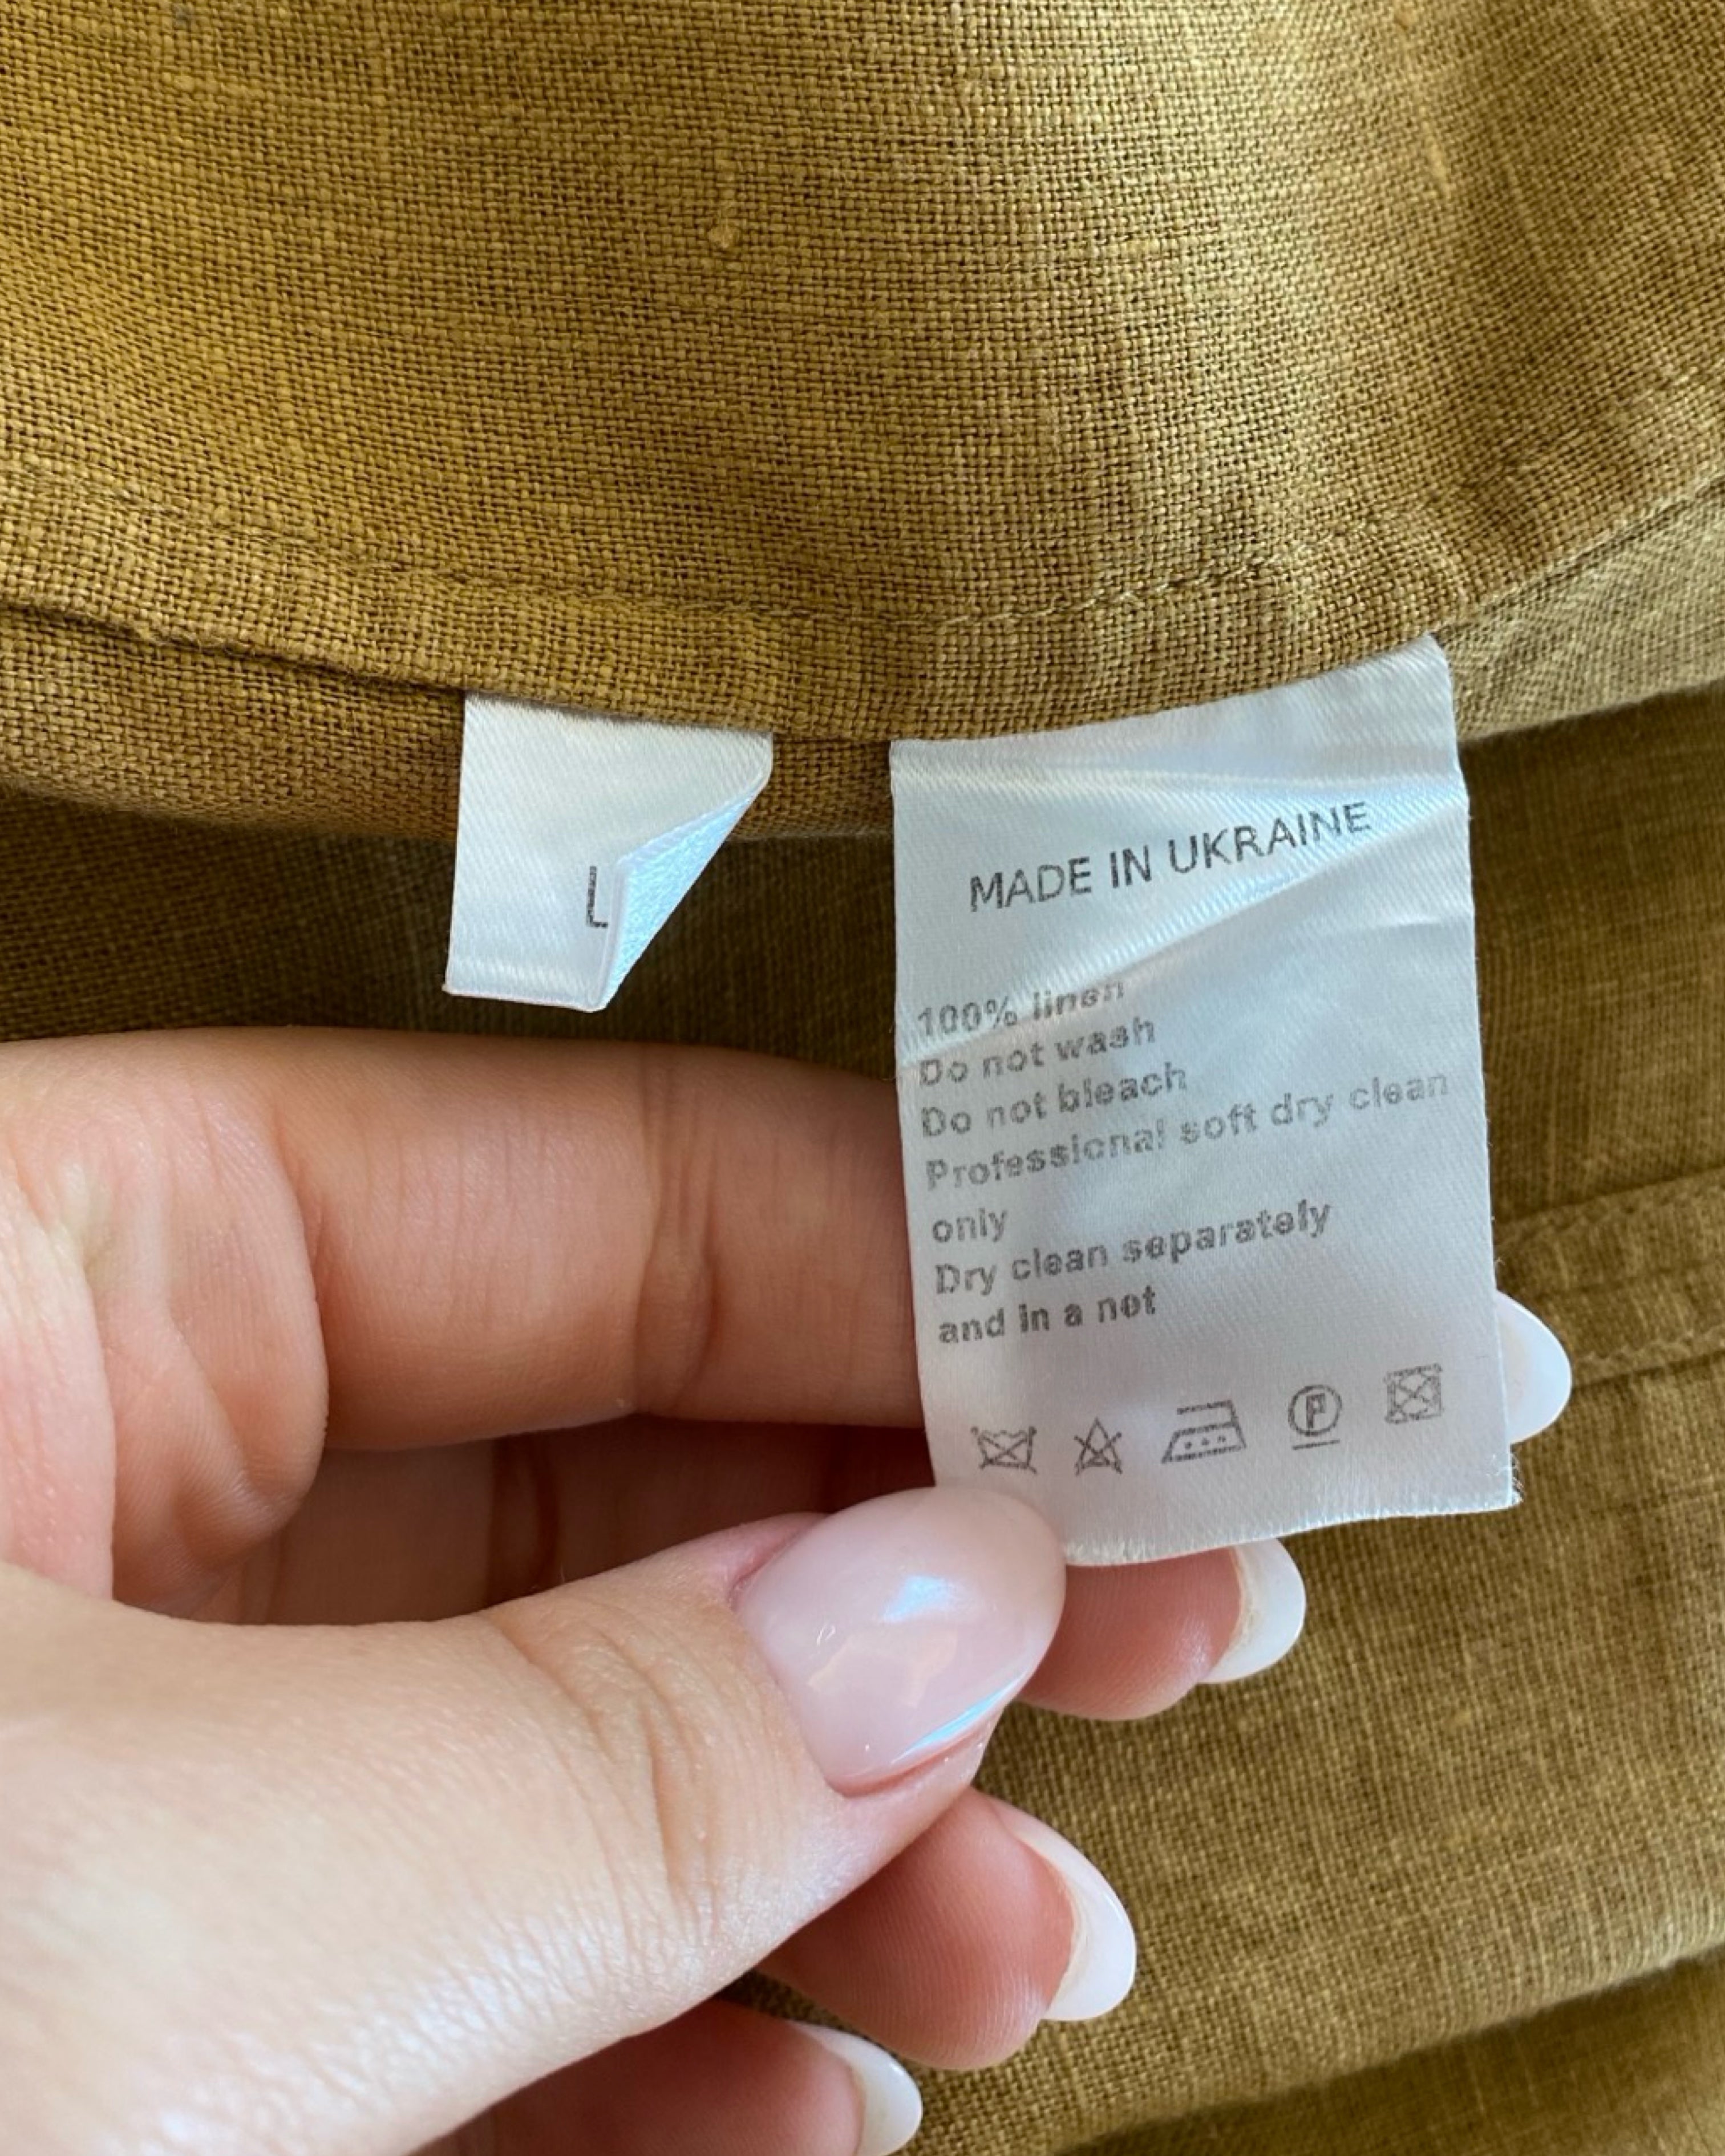 L
MADE IN UKRAINE
100% linen
Do not wash
Do not bleach
Professional soft dry clean
only
Dry clean separately
and in a net
P